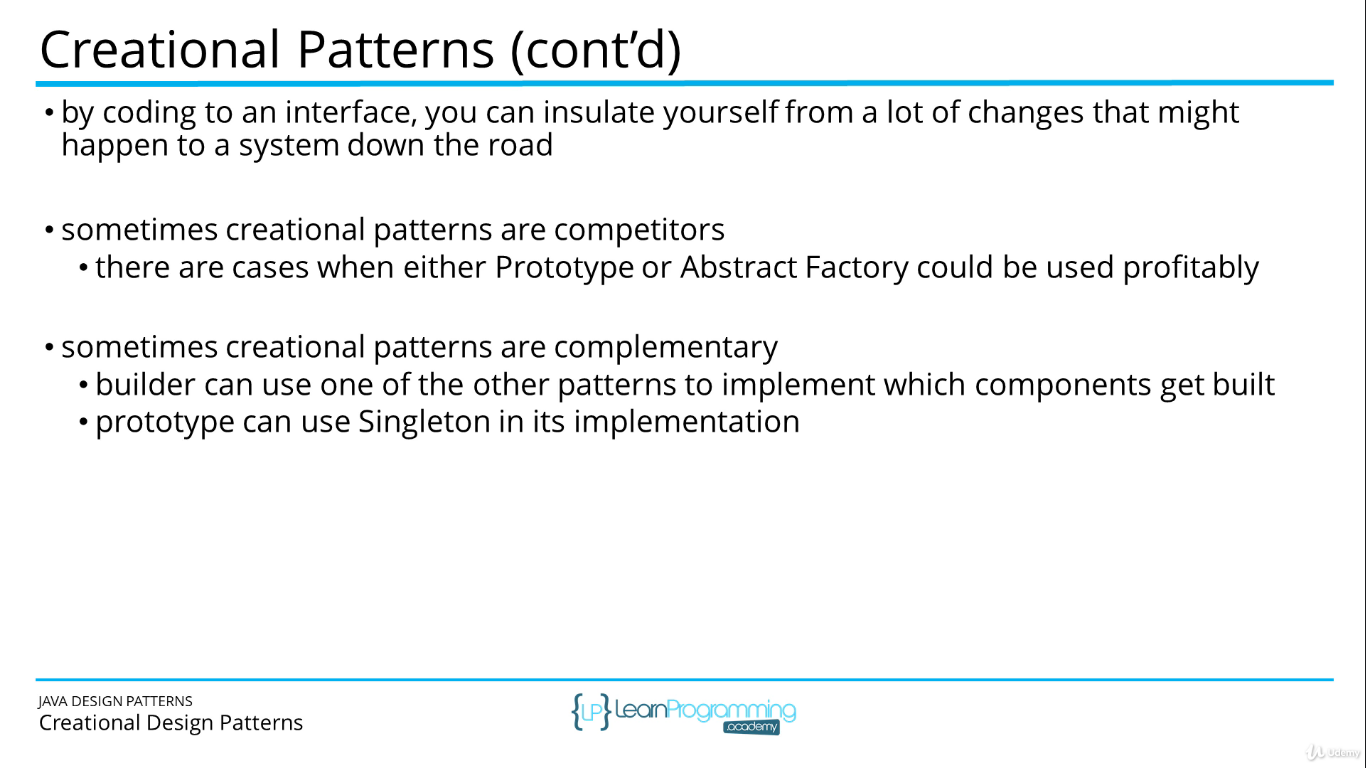 Creational Patterns (cont’d)
• by coding to an interface, you can insulate yourself from a lot of changes that might
happen to a system down the road
• sometimes creational patterns are competitors
• there are cases when either Prototype or Abstract Factory could be used profitably
• sometimes creational patterns are complementary
• builder can use one of the other patterns to implement which components get built
• prototype can use Singleton in its implementation
JAVA DESIGN PATTERNS
Creational Design Patterns
{LP} LearnProgramming
.academy
Udemy